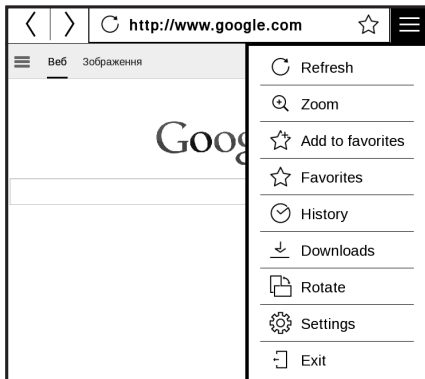 http://www.google.com
Веб Зображення
Goog
Refresh
Zoom
Add to favorites
Favorites
History
Downloads
Rotate
Settings
Exit